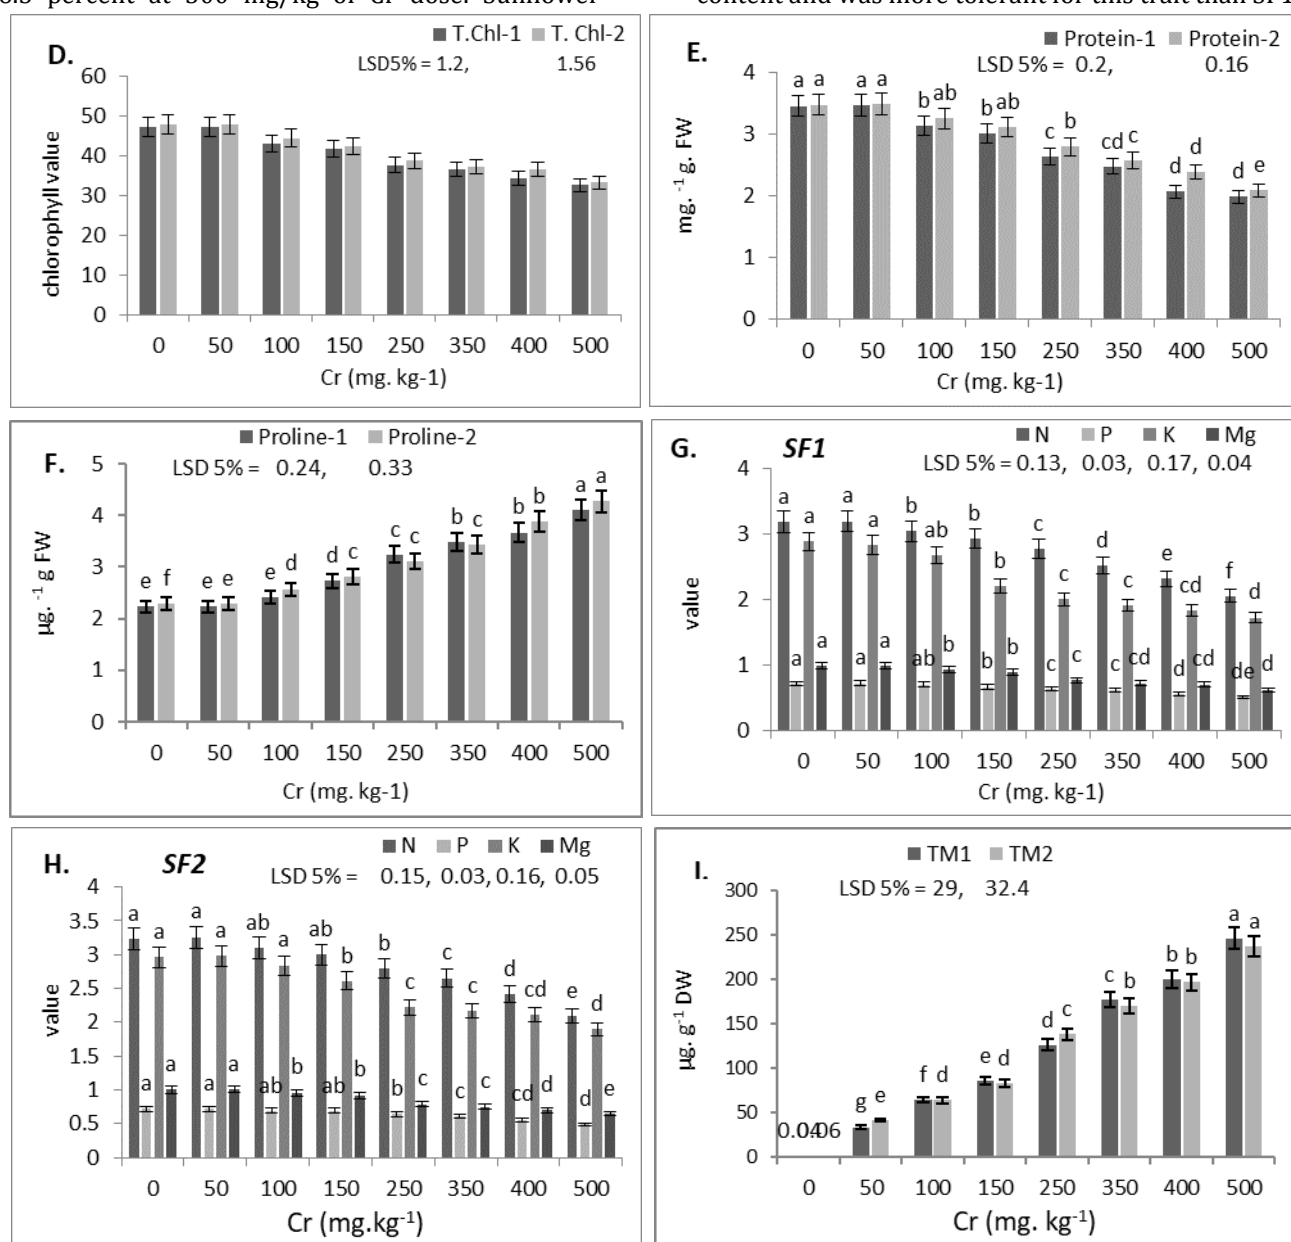 percent at 500 mg/kg of Cr dose. Sunflower
content and was more tolerant for this trait than SF1
D.
T.Chl-1 T. Chl-2
LSD5% = 1.2, 1.56
60
50
40
30
20
10
0
chlorophyll value
0 50 100 150 250 350 400 500
Cr (mg. kg-1)
E.
Protein-1 Protein-2
LSD 5% = 0.2, 0.16
4
3
2
1
0
mg. -1 g. FW
a a a a b ab b ab c b cd c d d d e
0 50 100 150 250 350 400 500
Cr (mg. kg-1)
F.
Proline-1 Proline-2
LSD 5% = 0.24, 0.33
5
4
3
2
1
0
µg. -1 g FW
e f e e e d d c c c b c b b a a
0 50 100 150 250 350 400 500
Cr (mg. kg-1)
G. SF1
N P K Mg
LSD 5% = 0.13, 0.03, 0.17, 0.04
4
3
2
1
0
value
a a a a b ab b b c c d c e cd f d
a a a a ab b b b c c c cd d cd de d
0 50 100 150 250 350 400 500
Cr (mg. kg-1)
H. SF2
N P K Mg
LSD 5% = 0.15, 0.03, 0.16, 0.05
4
3.5
3
2.5
2
1.5
1
0.5
0
value
a a a a ab a ab b b c c c d cd e d
a a a a ab b ab b b c c c cd d d e
0 50 100 150 250 350 400 500
Cr (mg.kg-1)
I.
TM1 TM2
LSD 5% = 29, 32.4
300
250
200
150
100
50
0
µg. g-1 DW
0.04 0.06
g e f d e d d c c b b b a a
0 50 100 150 250 350 400 500
Cr (mg. kg-1)